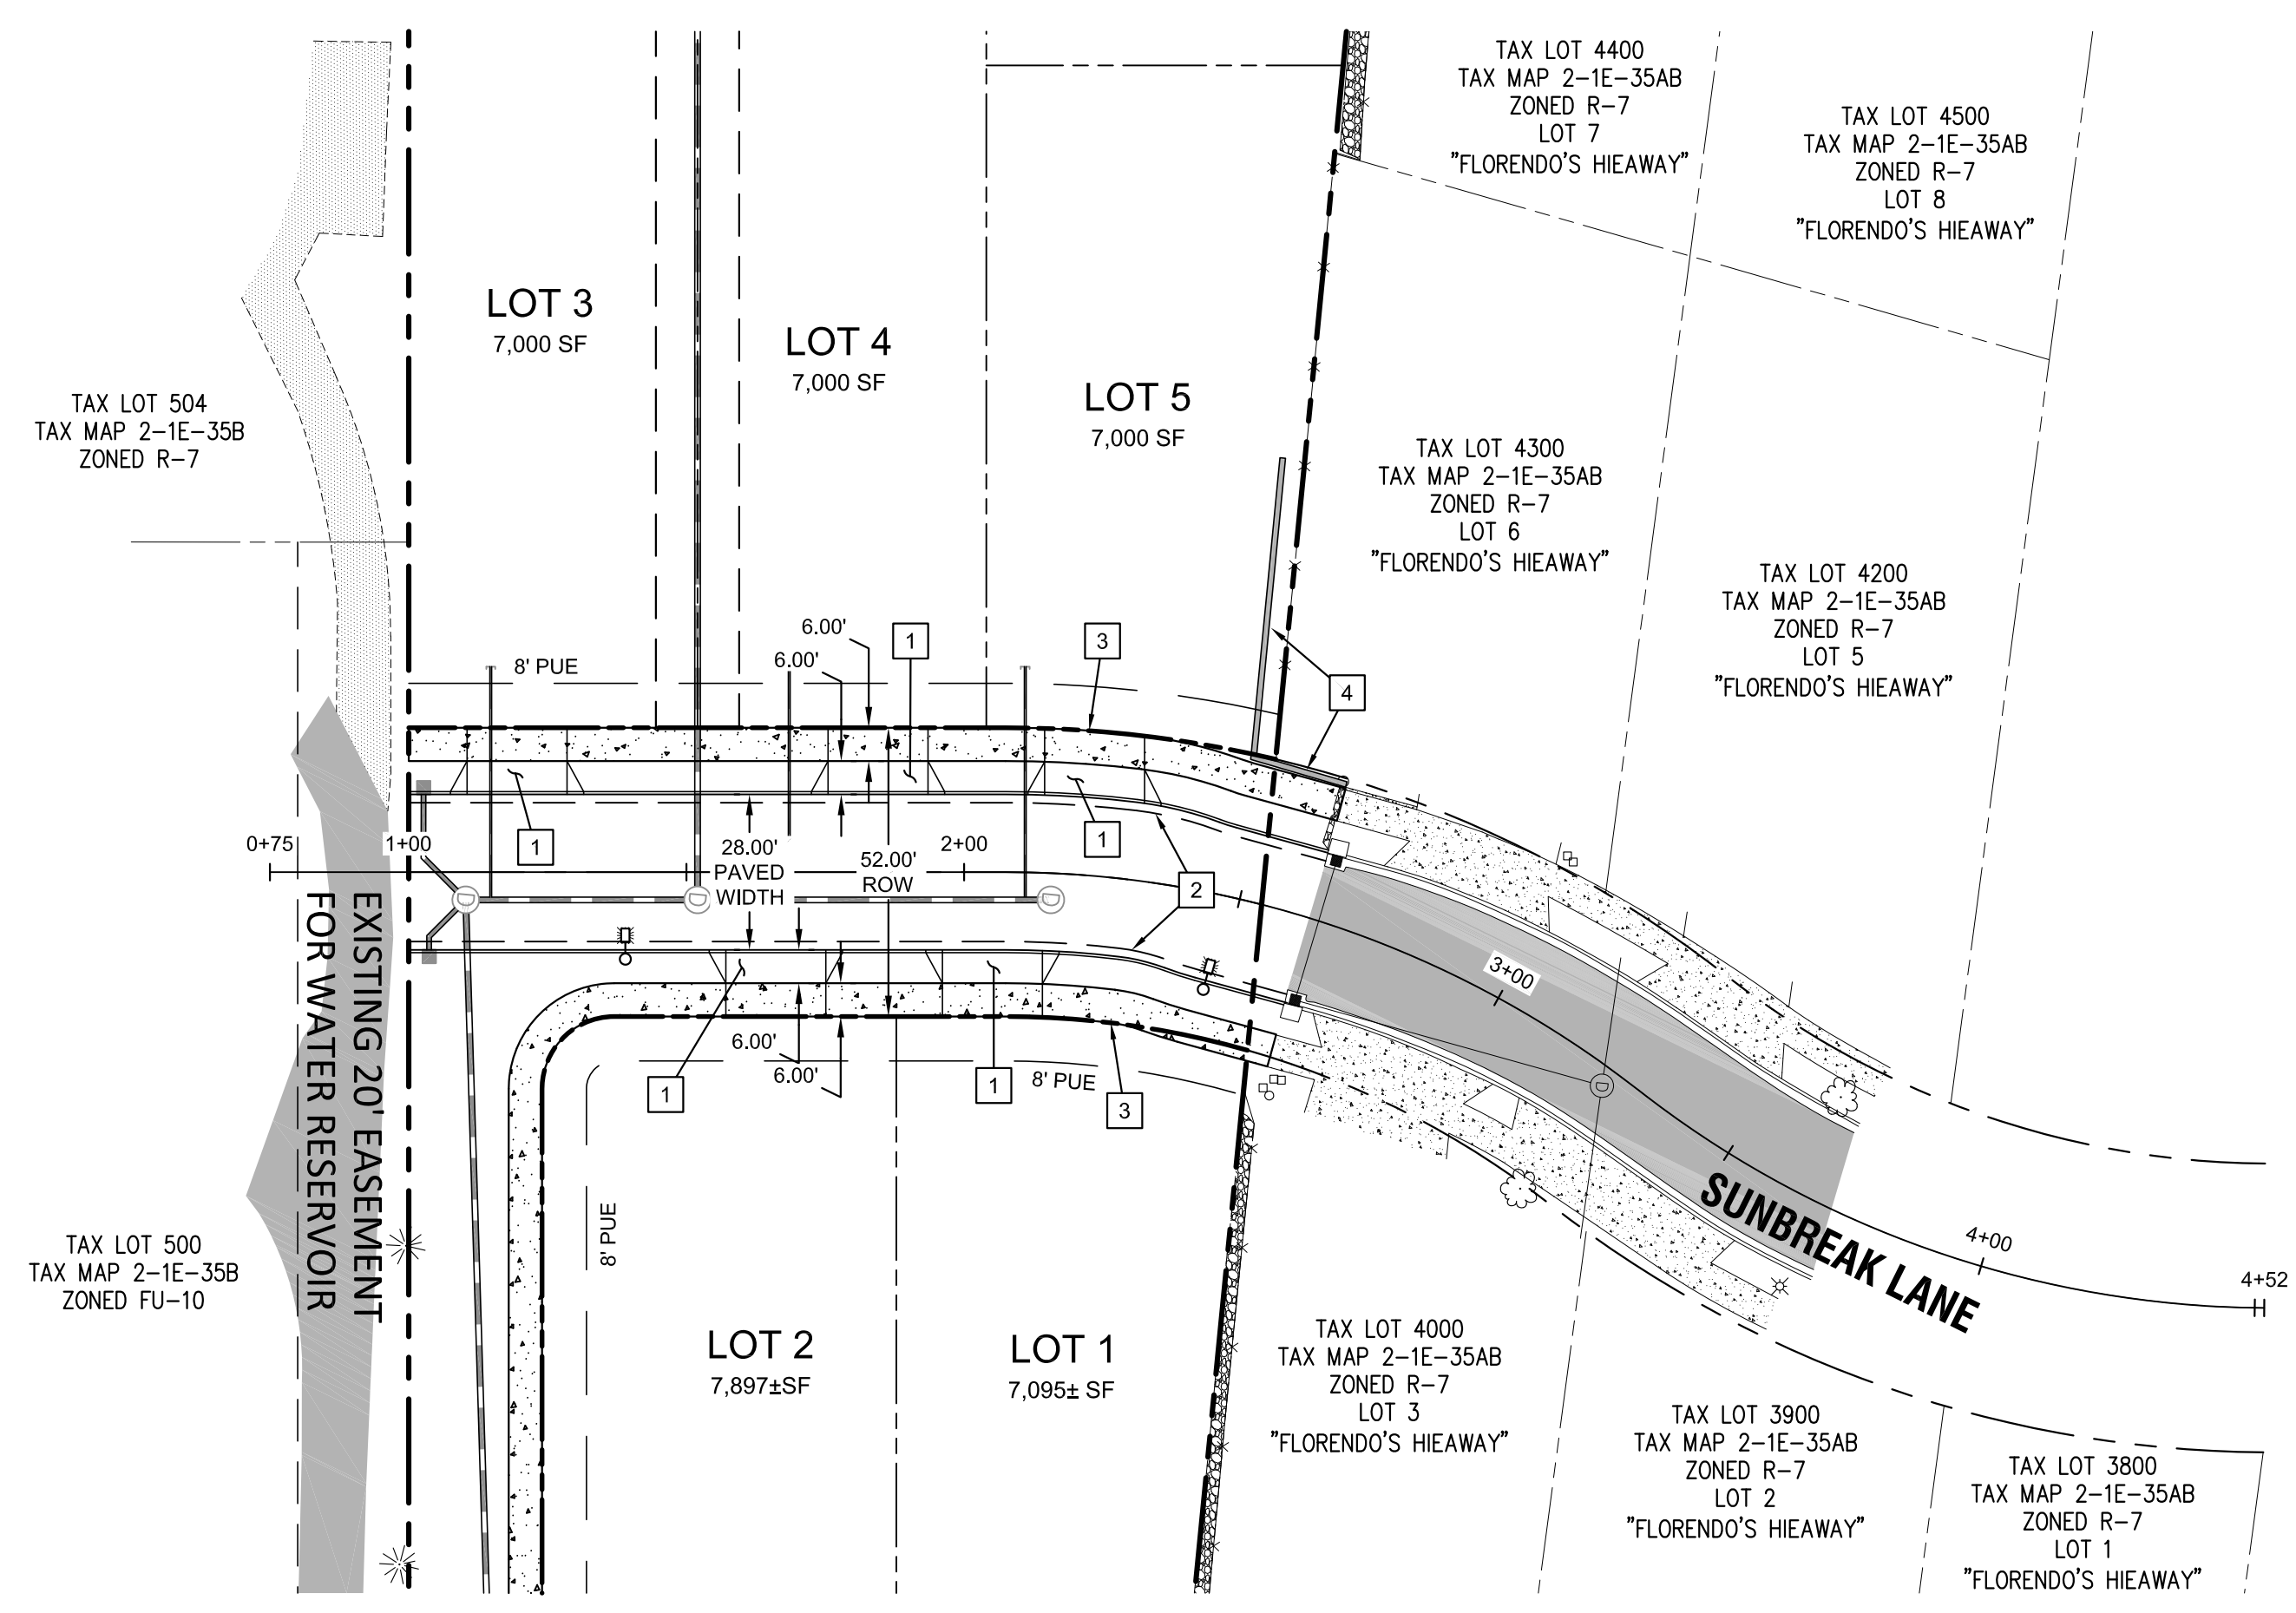 TAX LOT 4400
TAX MAP 2-1E-35AB
ZONED R-7
LOT 7
"FLORENDO'S HIEAWAY"
TAX LOT 4500
TAX MAP 2-1E-35AB
ZONED R-7
LOT 8
"FLORENDO'S HIEAWAY"
LOT 3
7,000 SF
LOT 4
7,000 SF
LOT 5
7,000 SF
TAX LOT 504
TAX MAP 2-1E-35B
ZONED R-7
TAX LOT 4300
TAX MAP 2-1E-35AB
ZONED R-7
LOT 6
"FLORENDO'S HIEAWAY"
TAX LOT 4200
TAX MAP 2-1E-35AB
ZONED R-7
LOT 5
"FLORENDO'S HIEAWAY"
8' PUE
6.00'
6.00'
1
3
4
0+75
1+00
1
28.00'
PAVED
WIDTH
52.00'
ROW
2+00
1
2
D
D
D
3+00
EXISTING 20' EASEMENT
FOR WATER RESERVOIR
6.00'
6.00'
1
1
8' PUE
3
D
8' PUE
SUNBREAK LANE
4+00
4+52
TAX LOT 500
TAX MAP 2-1E-35B
ZONED FU-10
LOT 2
7,897±SF
LOT 1
7,095± SF
TAX LOT 4000
TAX MAP 2-1E-35AB
ZONED R-7
LOT 3
"FLORENDO'S HIEAWAY"
TAX LOT 3900
TAX MAP 2-1E-35AB
ZONED R-7
LOT 2
"FLORENDO'S HIEAWAY"
TAX LOT 3800
TAX MAP 2-1E-35AB
ZONED R-7
LOT 1
"FLORENDO'S HIEAWAY"